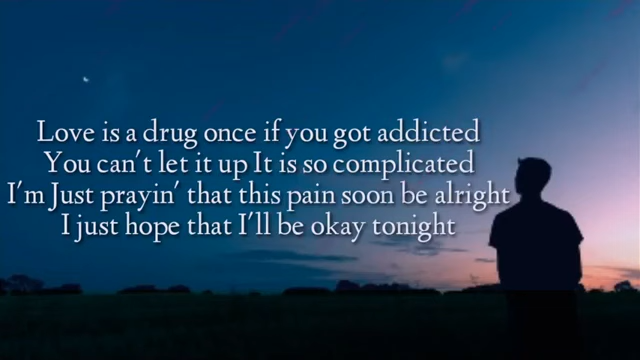 Love is a drug once if you got addicted
You can't let it up It is so complicated
I'm Just prayin' that this pain soon be alright
I just hope that I'll be okay tonight